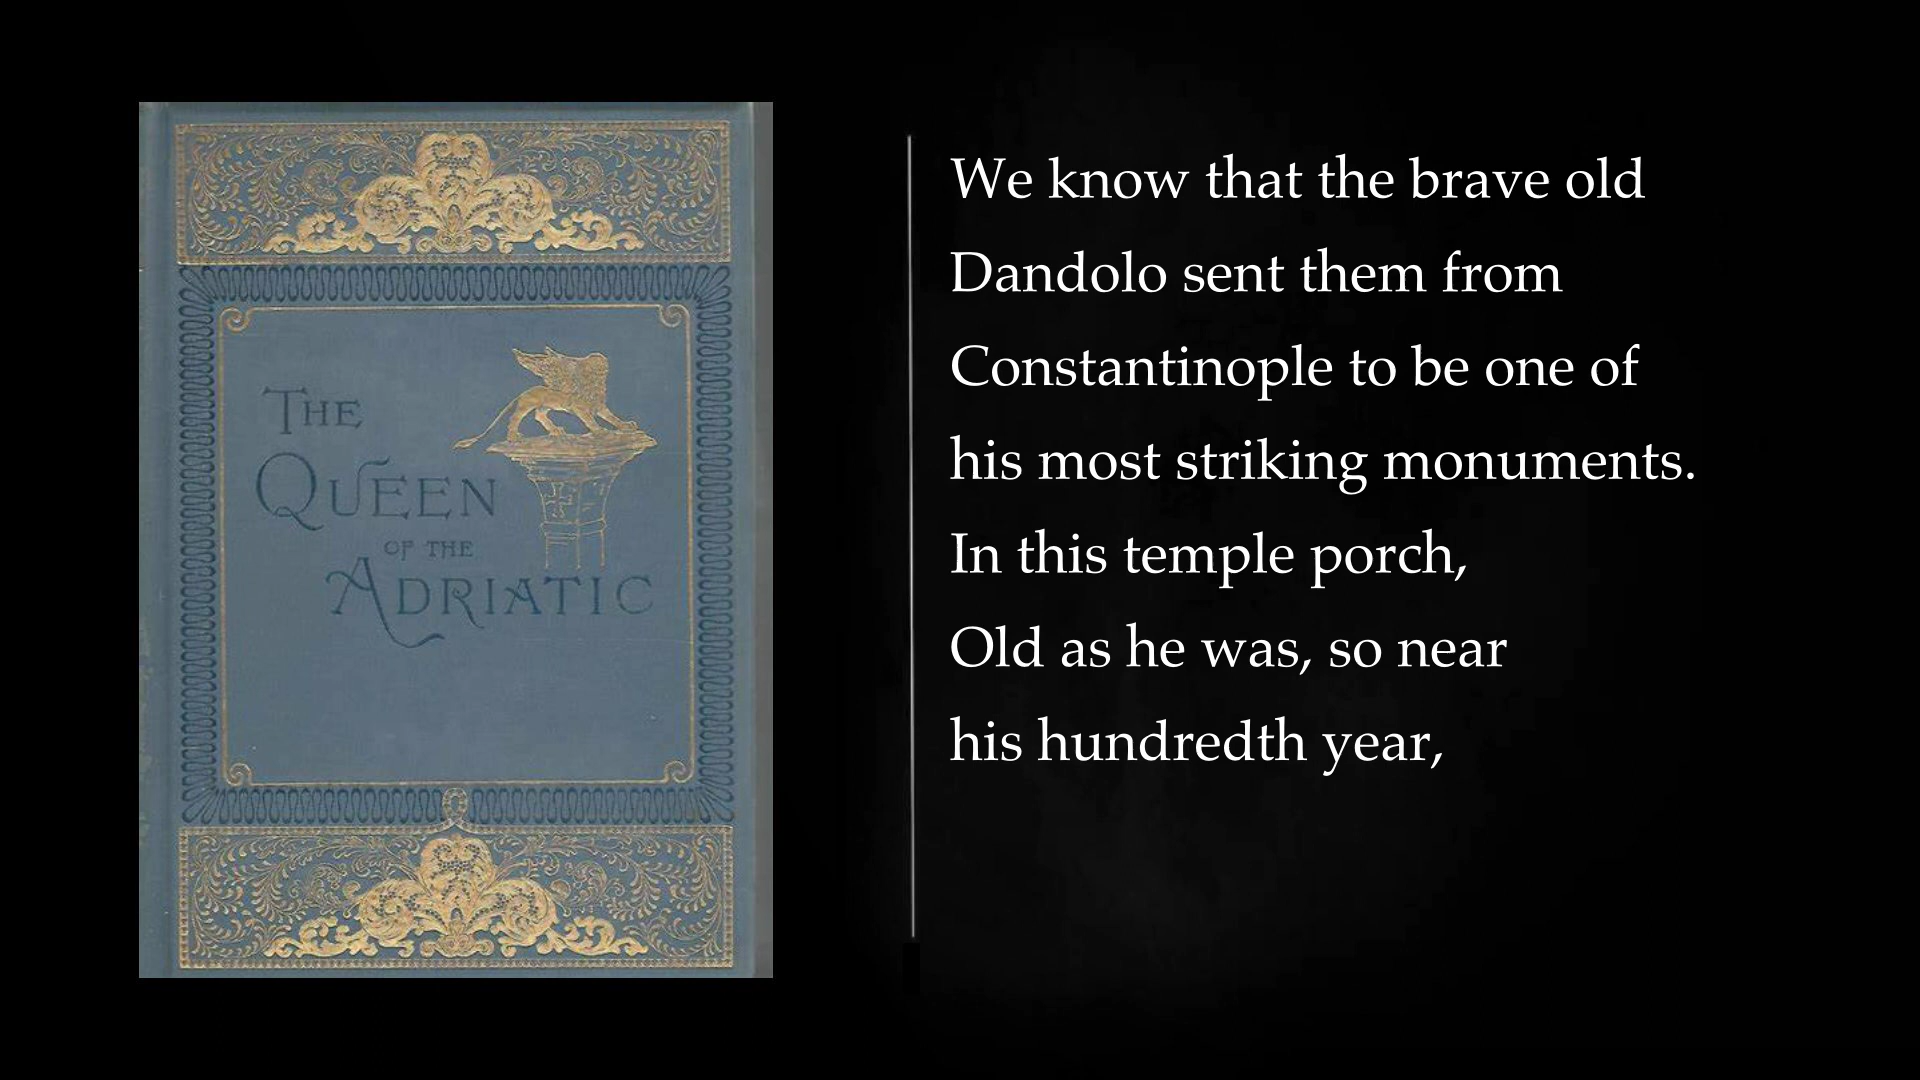 The
Queen
of the
Adriatic
We know that the brave old
Dandolo sent them from
Constantinople to be one of
his most striking monuments.
In this temple porch,
Old as he was, so near
his hundredth year,